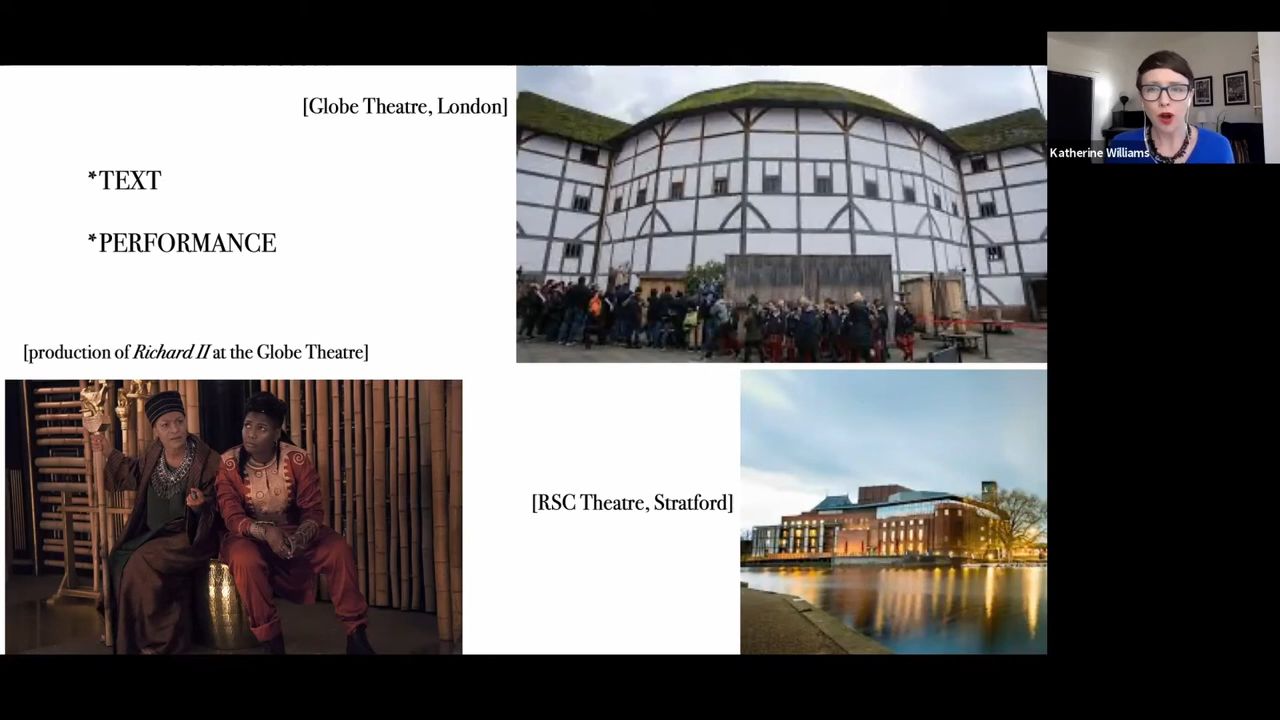 [Globe Theatre, London]
*TEXT
*PERFORMANCE
[production of Richard II at the Globe Theatre]
[RSC Theatre, Stratford]
Katherine Williams